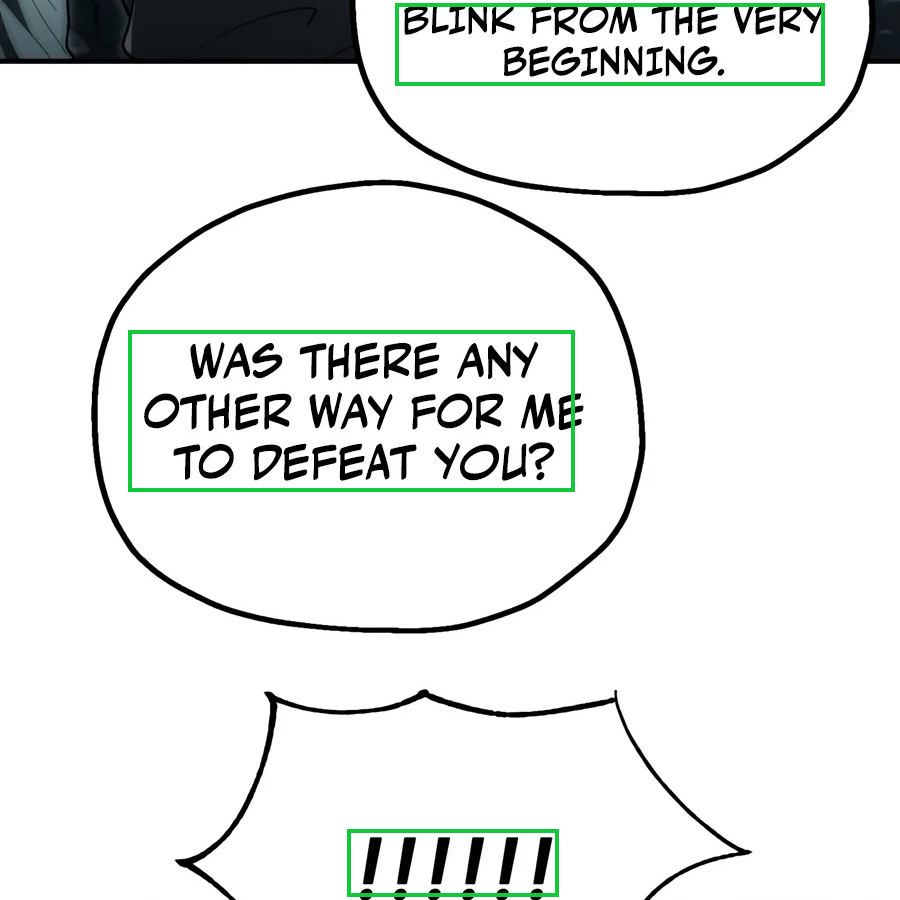 BLINK FROM THE VERY
BEGINNING.
WAS THERE ANY
OTHER WAY FOR ME
TO DEFEAT YOU?
!!!!!!